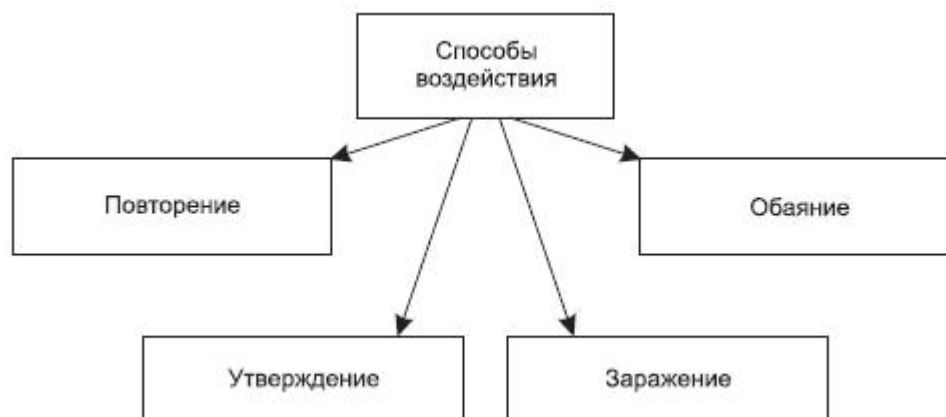 Способы
воздействия
Повторение
Обаяние
Утверждение
Заражение